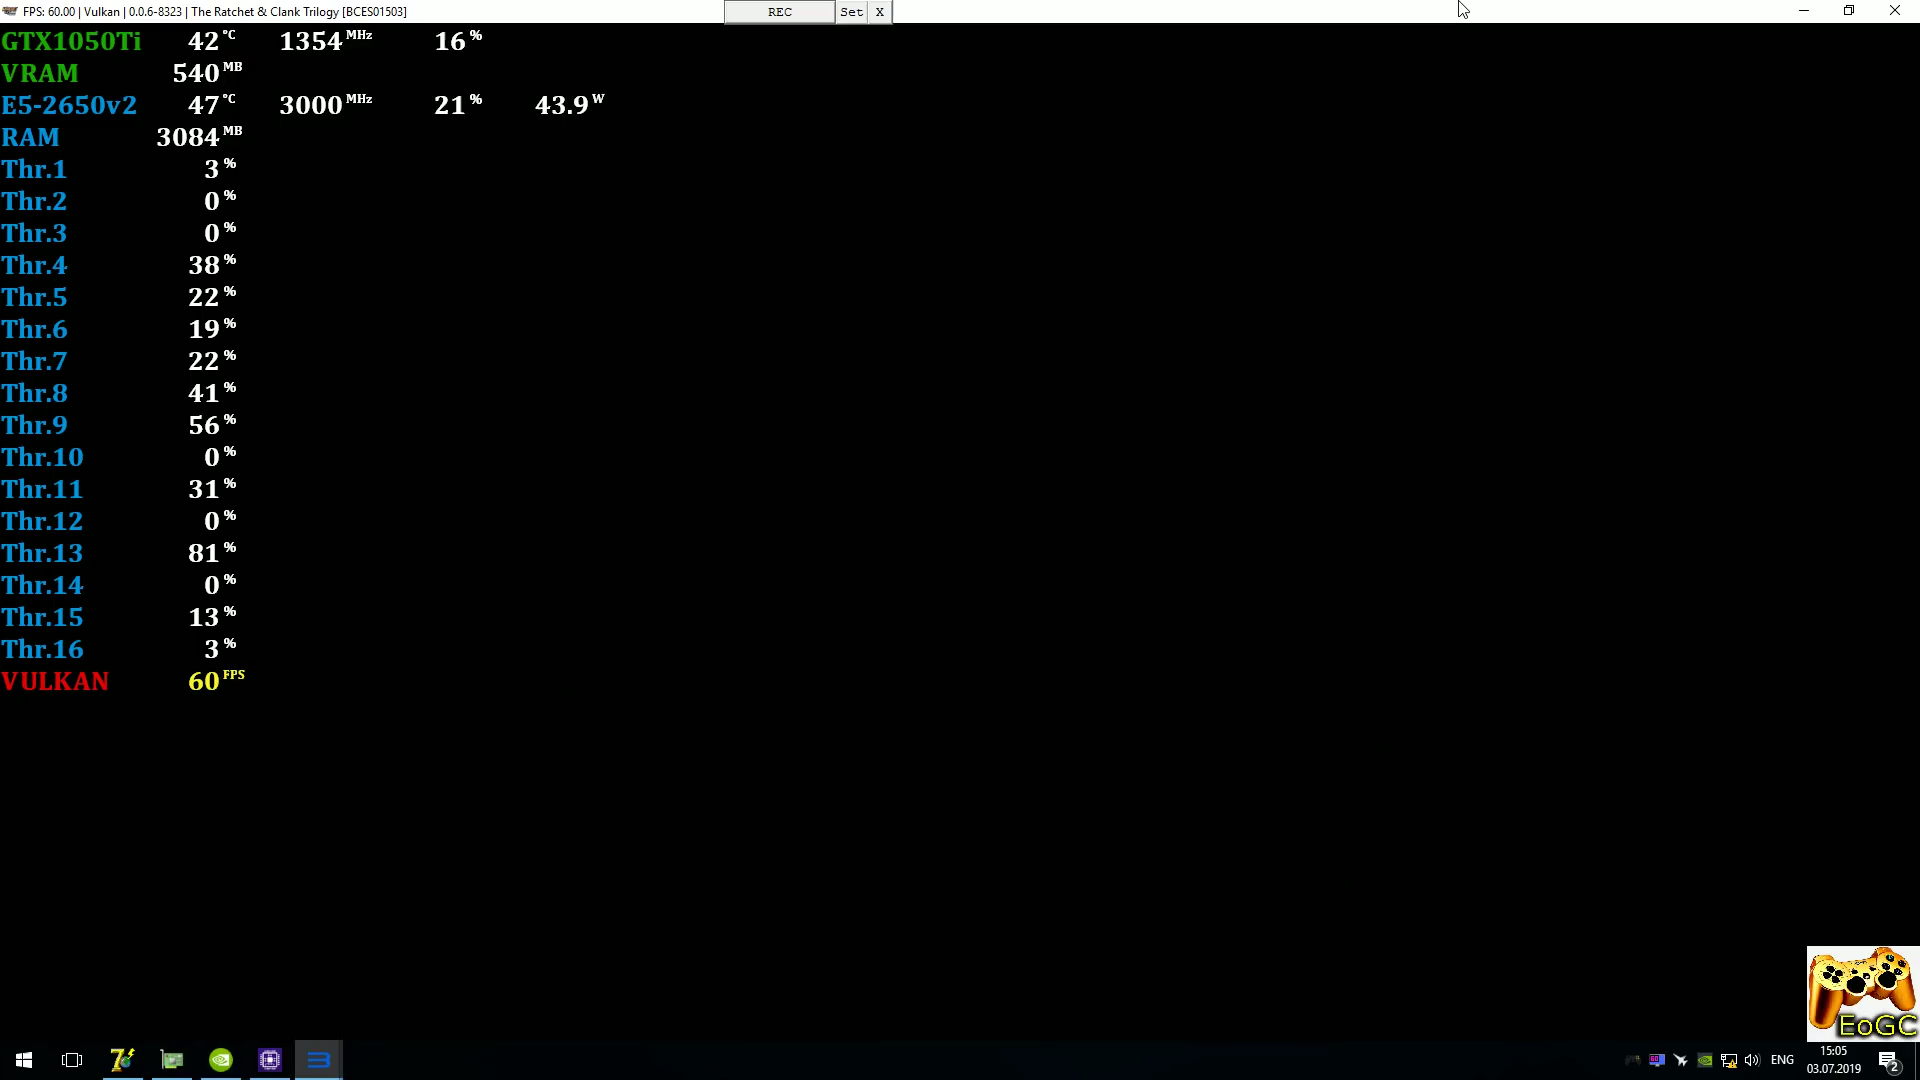 FPS: 60.00 | Vulkan | 0.0.6-8323 | The Ratchet & Clank Trilogy [BCES01503]
REC Set X
GTX1050Ti 42 °C 1354 MHz 16 %
VRAM 540 MB
E5-2650v2 47 °C 3000 MHz 21 % 43.9 W
RAM 3084 MB
Thr.1 3 %
Thr.2 0 %
Thr.3 0 %
Thr.4 38 %
Thr.5 22 %
Thr.6 19 %
Thr.7 22 %
Thr.8 41 %
Thr.9 56 %
Thr.10 0 %
Thr.11 31 %
Thr.12 0 %
Thr.13 81 %
Thr.14 0 %
Thr.15 13 %
Thr.16 3 %
VULKAN 60 FPS
EoGC
ENG
15:05
03.07.2019
2